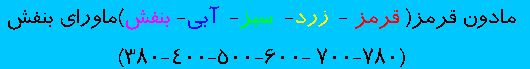 مادون قرمز( قرمز - زرد- سبز- آبی- بنفش)ماورای بنفش
(۳۸۰-۴۰۰-۵۰۰-۶۰۰- ۷۰۰-۷۸۰)